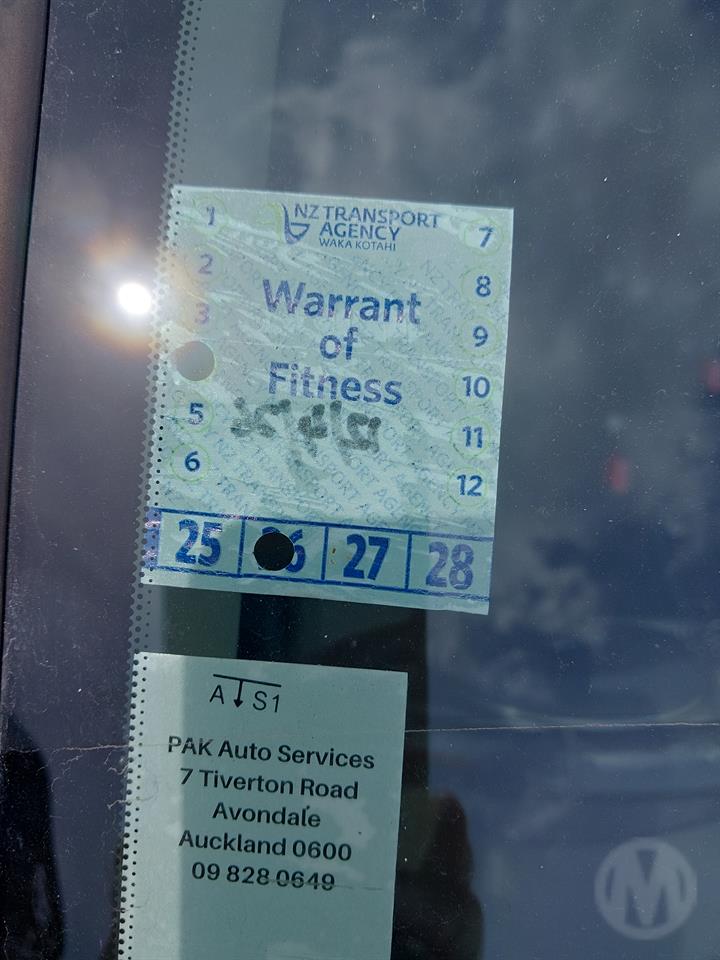 NZ TRANSPORT
AGENCY
WAKA KOTAHI
1
7
2
8
3
9
Warrant
of
Fitness
10
5
11
6
12
25
27
28
A S1
PAK Auto Services
7 Tiverton Road
Avondale
Auckland 0600
09 828 0649
M